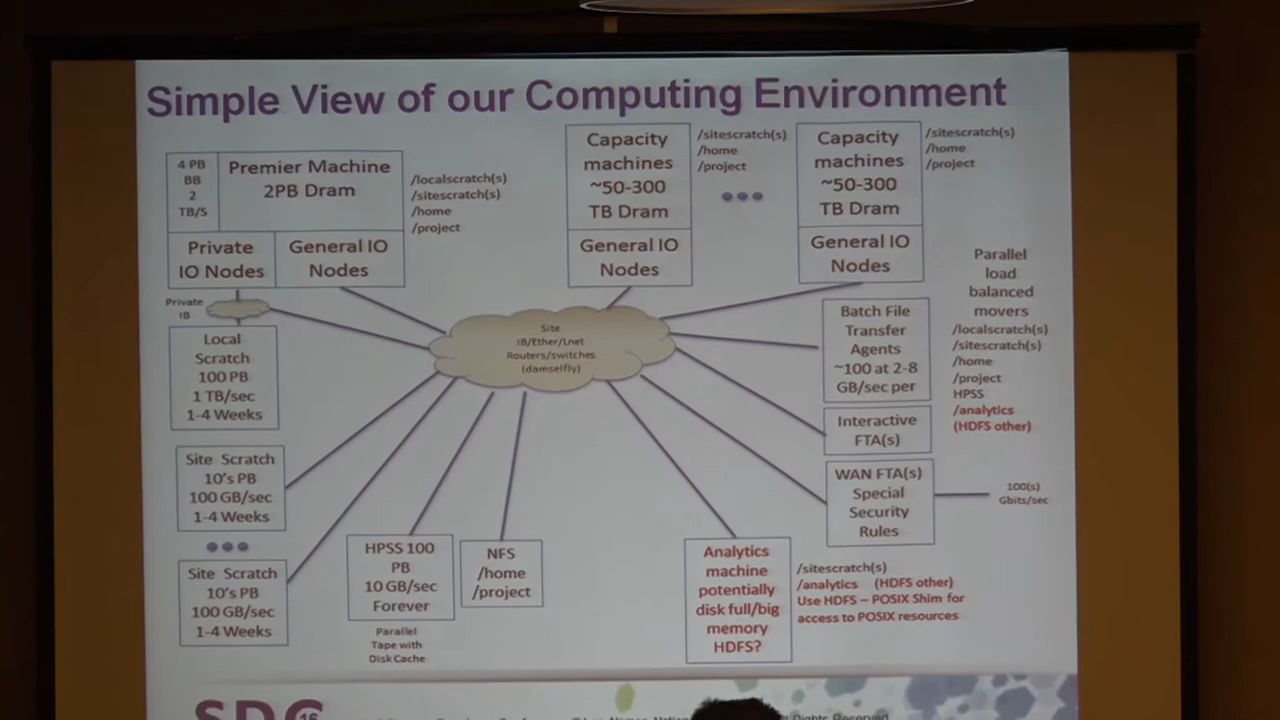 Simple View of our Computing Environment
4 PB
BB
2
TB/S
Premier Machine
2PB Dram
/localscratch(s)
/sitescratch(s)
/home
/project
Private
IO Nodes
General IO
Nodes
Capacity
machines
~50-300
TB Dram
/sitescratch(s)
/home
/project
General IO
Nodes
Capacity
machines
~50-300
TB Dram
/sitescratch(s)
/home
/project
General IO
Nodes
Private
IB
Local
Scratch
100 PB
1 TB/sec
1-4 Weeks
Site
IB/Ether/Lnet
Routers/switches
(damselfly)
Batch File
Transfer
Agents
~100 at 2-8
GB/sec per
Parallel
load
balanced
movers
/localscratch(s)
/sitescratch(s)
/home
/project
HPSS
/analytics
(HDFS other)
Interactive
FTA(s)
WAN FTA(s)
Special
Security
Rules
100(s)
Gbits/sec
Site Scratch
10's PB
100 GB/sec
1-4 Weeks
Site Scratch
10's PB
100 GB/sec
1-4 Weeks
HPSS 100
PB
10 GB/sec
Forever
Parallel
Tape with
Disk Cache
NFS
/home
/project
Analytics
machine
potentially
disk full/big
memory
HDFS?
/sitescratch(s)
/analytics (HDFS other)
Use HDFS – POSIX Shim for
access to POSIX resources
SDC 16
Rights Reserved